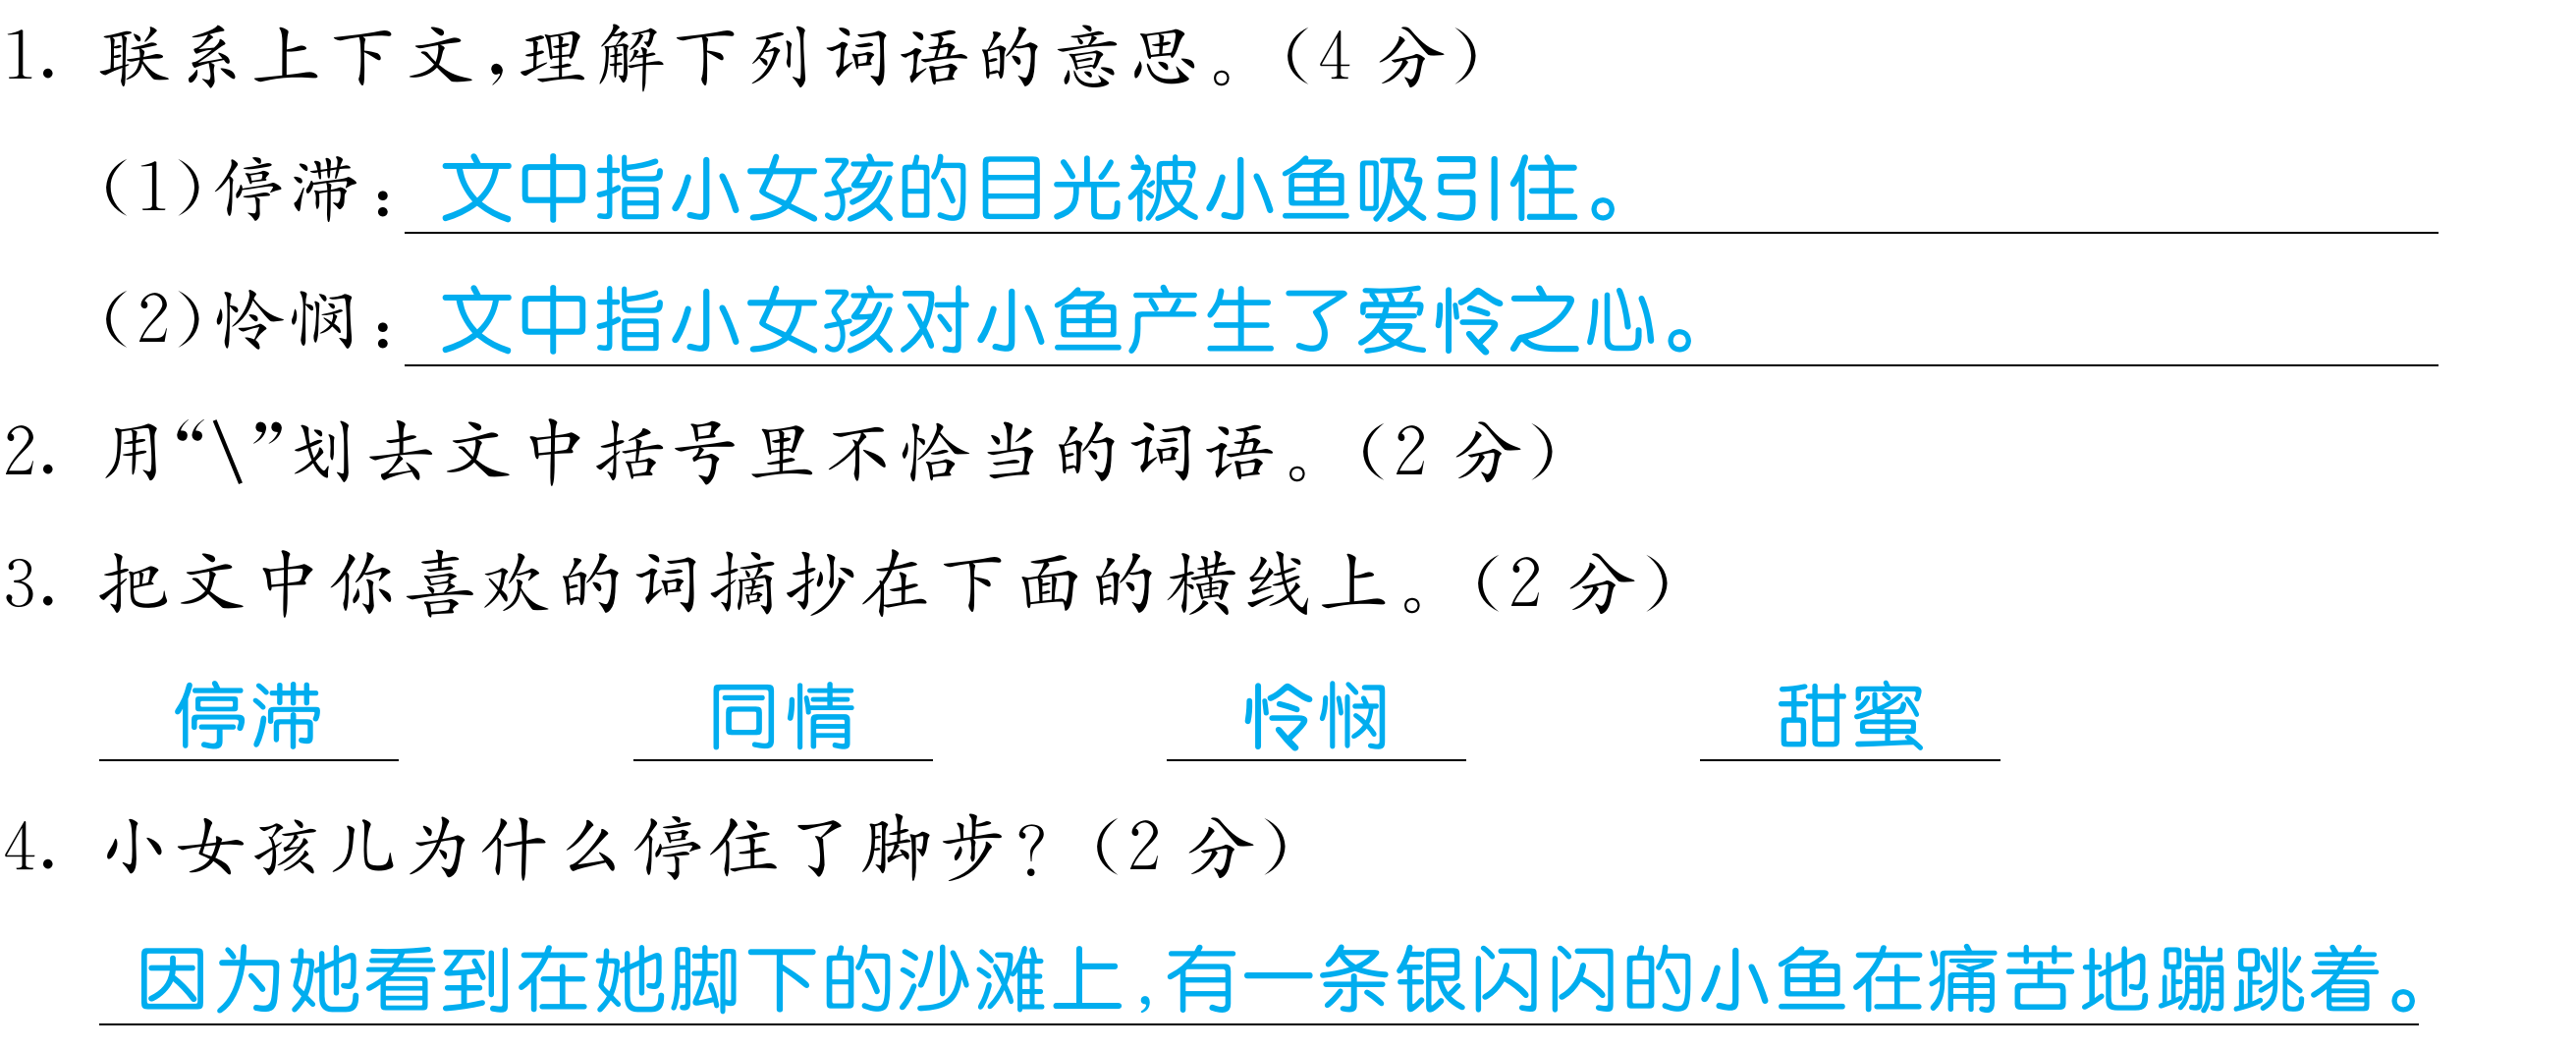 1. 联系上下文,理解下列词语的意思。(4 分)
(1)停滞:文中指小女孩的目光被小鱼吸引住。
(2)怜悯:文中指小女孩对小鱼产生了爱怜之心。
2. 用“\”划去文中括号里不恰当的词语。(2 分)
3. 把文中你喜欢的词摘抄在下面的横线上。(2 分)
停滞 同情 怜悯 甜蜜
4. 小女孩儿为什么停住了脚步?(2 分)
因为她看到在她脚下的沙滩上,有一条银闪闪的小鱼在痛苦地蹦跳着。